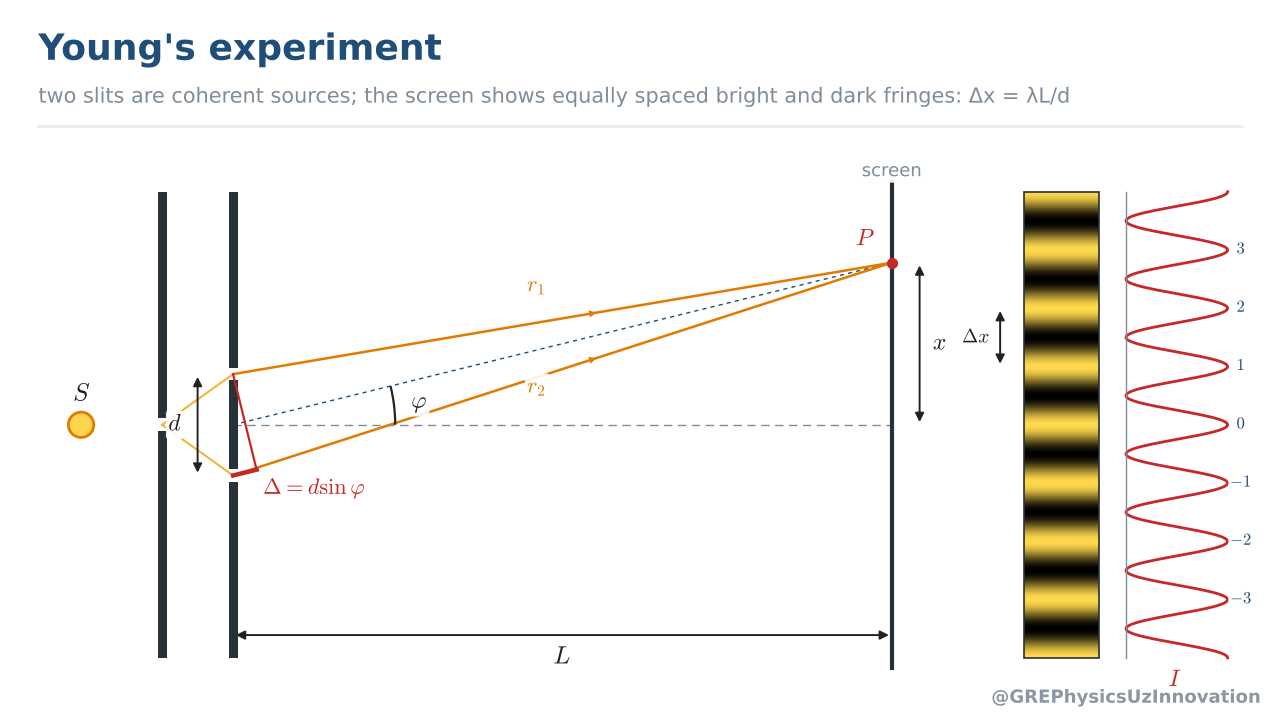 Young's experiment
two slits are coherent sources; the screen shows equally spaced bright and dark fringes: Δx = λL/d
screen
P
r₁
S
d
φ
r₂
Δ = d sin φ
x
Δx
L
3
2
1
0
−1
−2
−3
I
@GREPhysicsUzInnovation